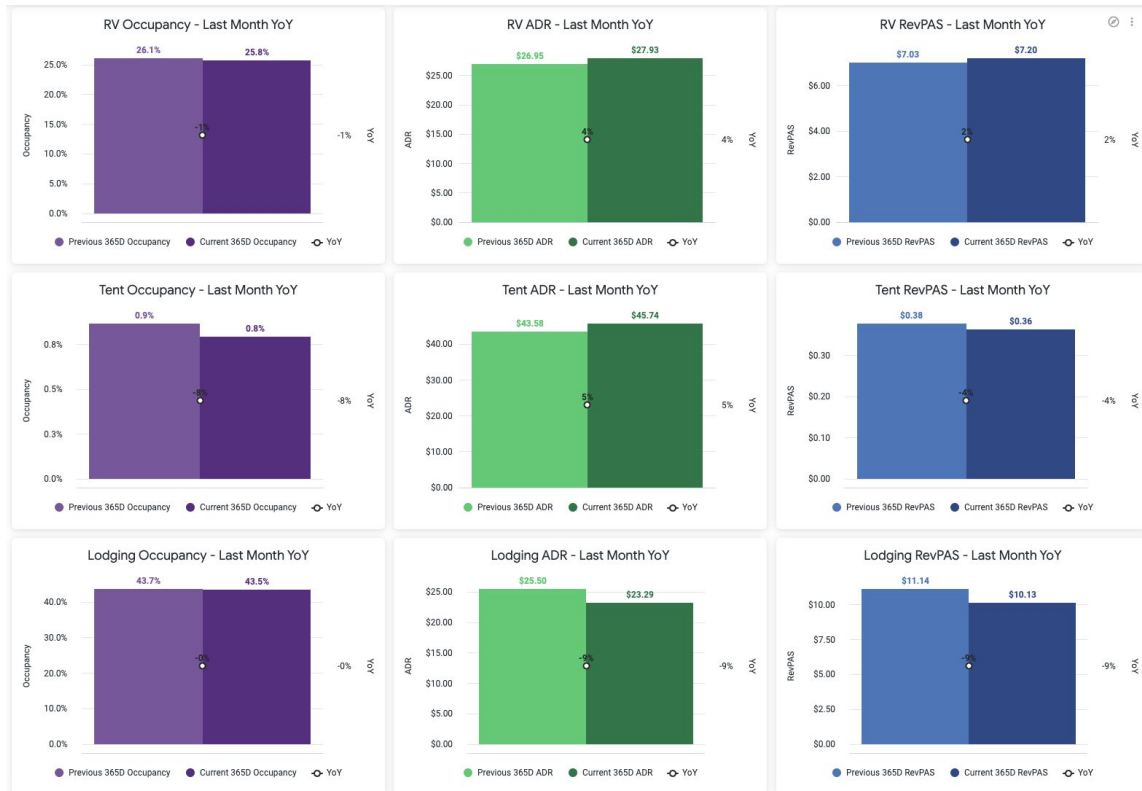 RV Occupancy - Last Month YoY
26.1%
25.8%
25.0%
20.0%
15.0%
10.0%
5.0%
0.0%
Occupancy
-1%
-1%
YoY
Previous 365D Occupancy Current 365D Occupancy YoY
RV ADR - Last Month YoY
$26.95
$27.93
$25.00
$20.00
$15.00
$10.00
$5.00
$0.00
ADR
4%
4%
YoY
Previous 365D ADR Current 365D ADR YoY
RV RevPAS - Last Month YoY
$7.03
$7.20
$6.00
$4.00
$2.00
$0.00
RevPAS
2%
2%
YoY
Previous 365D RevPAS Current 365D RevPAS YoY
Tent Occupancy - Last Month YoY
0.9%
0.8%
0.8%
0.5%
0.3%
0.0%
Occupancy
-8%
-8%
YoY
Previous 365D Occupancy Current 365D Occupancy YoY
Tent ADR - Last Month YoY
$43.58
$45.74
$40.00
$30.00
$20.00
$10.00
$0.00
ADR
5%
5%
YoY
Previous 365D ADR Current 365D ADR YoY
Tent RevPAS - Last Month YoY
$0.38
$0.36
$0.30
$0.20
$0.10
$0.00
RevPAS
-4%
-4%
YoY
Previous 365D RevPAS Current 365D RevPAS YoY
Lodging Occupancy - Last Month YoY
43.7%
43.5%
40.0%
30.0%
20.0%
10.0%
0.0%
Occupancy
-0%
-0%
YoY
Previous 365D Occupancy Current 365D Occupancy YoY
Lodging ADR - Last Month YoY
$25.50
$23.29
$25.00
$20.00
$15.00
$10.00
$5.00
$0.00
ADR
-9%
-9%
YoY
Previous 365D ADR Current 365D ADR YoY
Lodging RevPAS - Last Month YoY
$11.14
$10.13
$10.00
$7.50
$5.00
$2.50
$0.00
RevPAS
-9%
-9%
YoY
Previous 365D RevPAS Current 365D RevPAS YoY